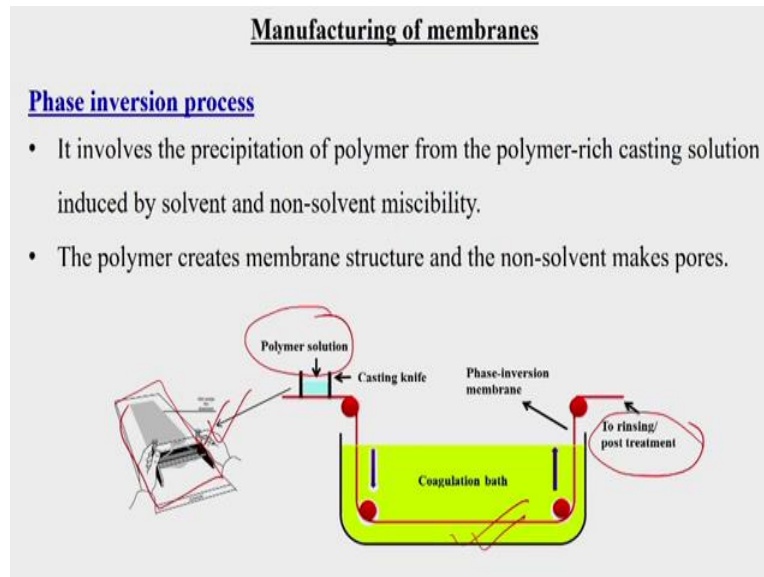 Manufacturing of membranes
Phase inversion process
• It involves the precipitation of polymer from the polymer-rich casting solution
induced by solvent and non-solvent miscibility.
• The polymer creates membrane structure and the non-solvent makes pores.
Polymer solution
Casting knife
Phase-inversion
membrane
To rinsing/
post treatment
Coagulation bath